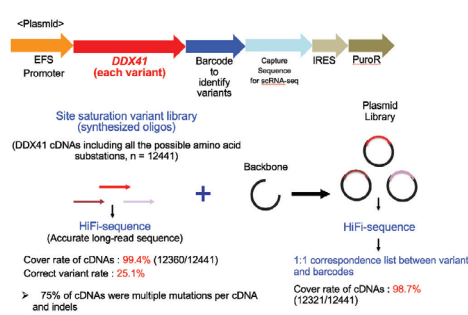 <Plasmid>
EFS
Promoter
DDX41
(each variant)
Barcode
to
identify
variants
Capture
Sequence
for scRNA-seq
IRES
PuroR
Site saturation variant library
(synthesized oligos)
(DDX41 cDNAs including all the possible amino acid
substations, n = 12441)
Plasmid
Library
Backbone
+
HiFi-sequence
(Accurate long-read sequence)
Cover rate of cDNAs : 99.4% (12360/12441)
Correct variant rate : 25.1%
➢ 75% of cDNAs were multiple mutations per cDNA
and indels
HiFi-sequence
1:1 correspondence list between variant
and barcodes
Cover rate of cDNAs : 98.7%
(12321/12441)